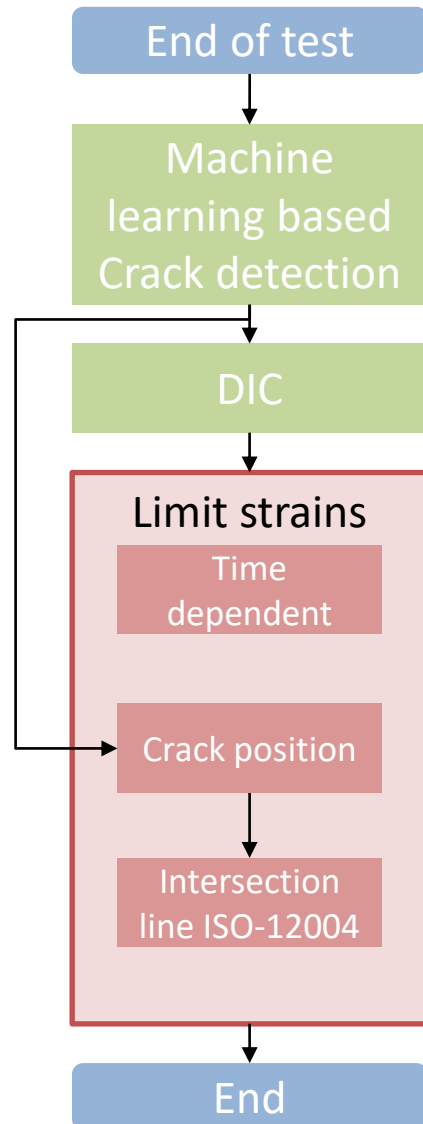 End of test
Machine
learning based
Crack detection
DIC
Limit strains
Time
dependent
Crack position
Intersection
line ISO-12004
End